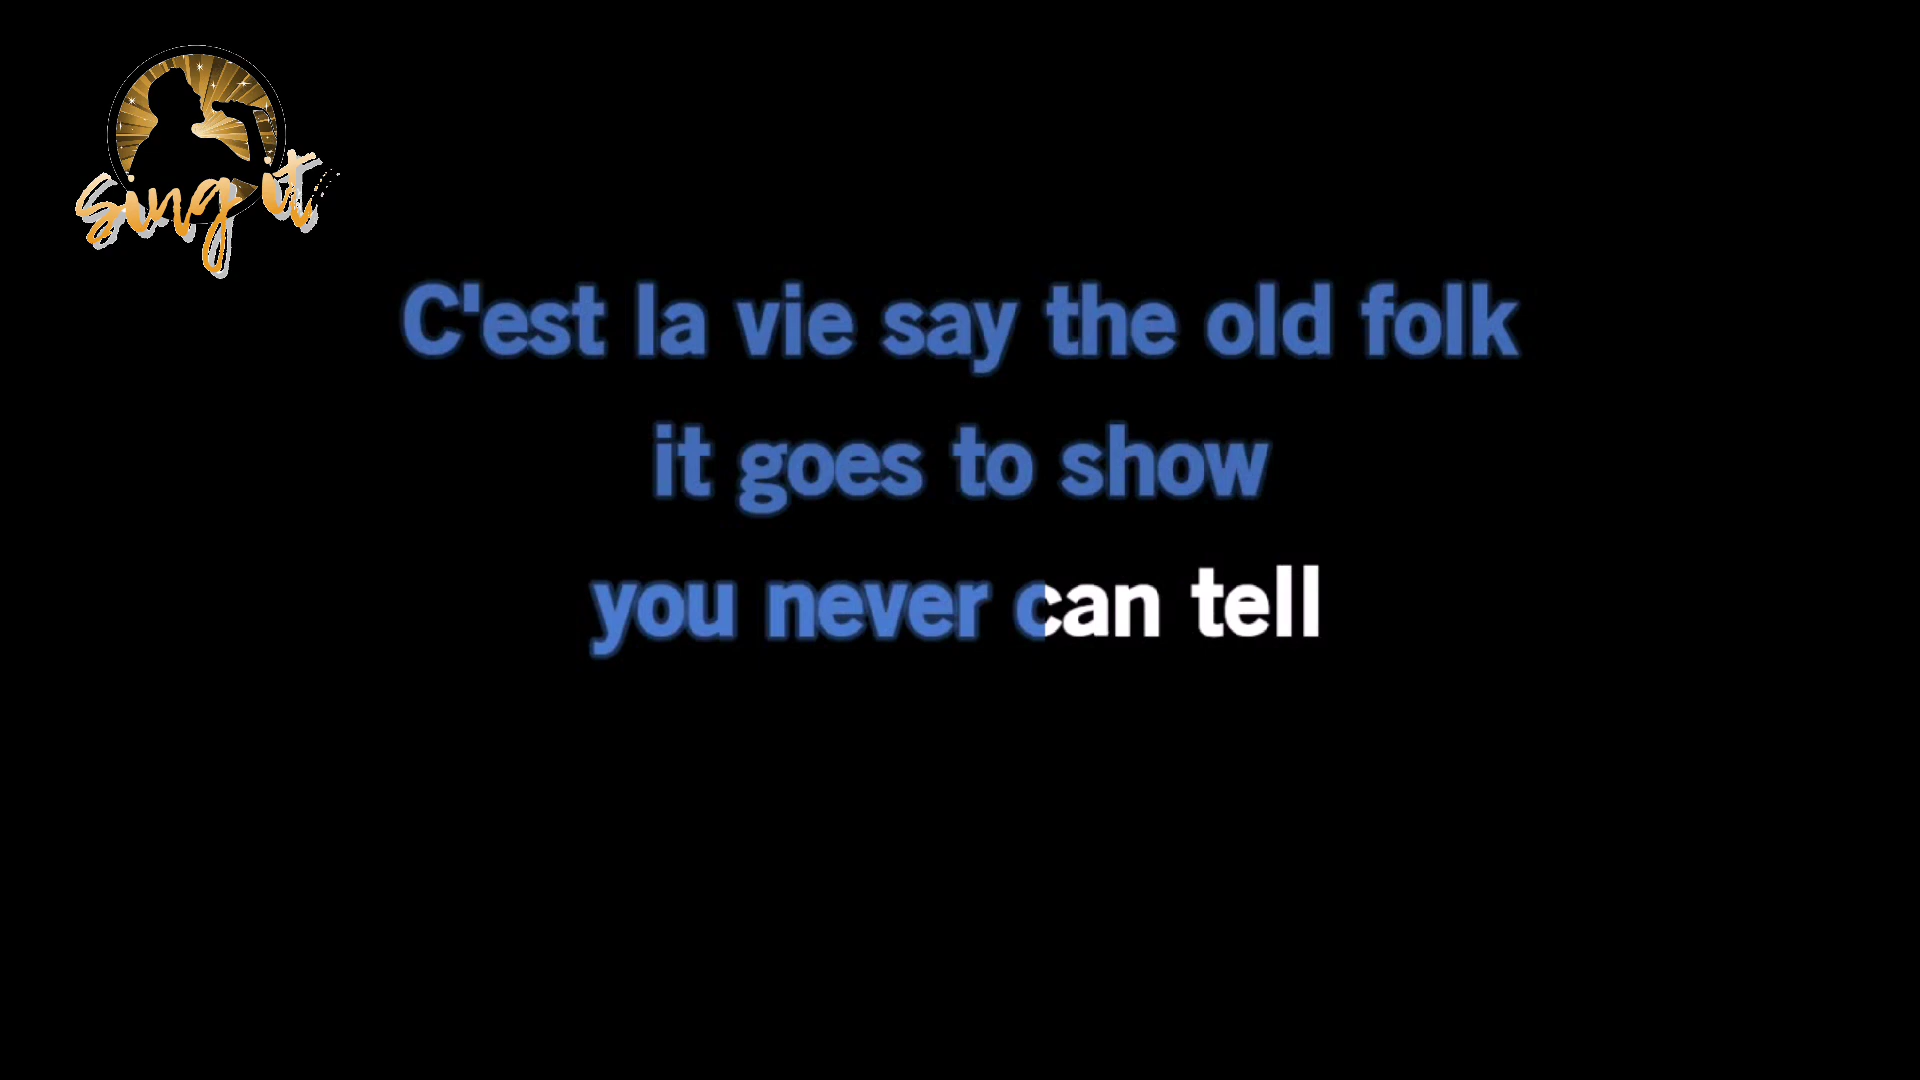 sing it
C'est la vie say the old folk
it goes to show
you never can tell